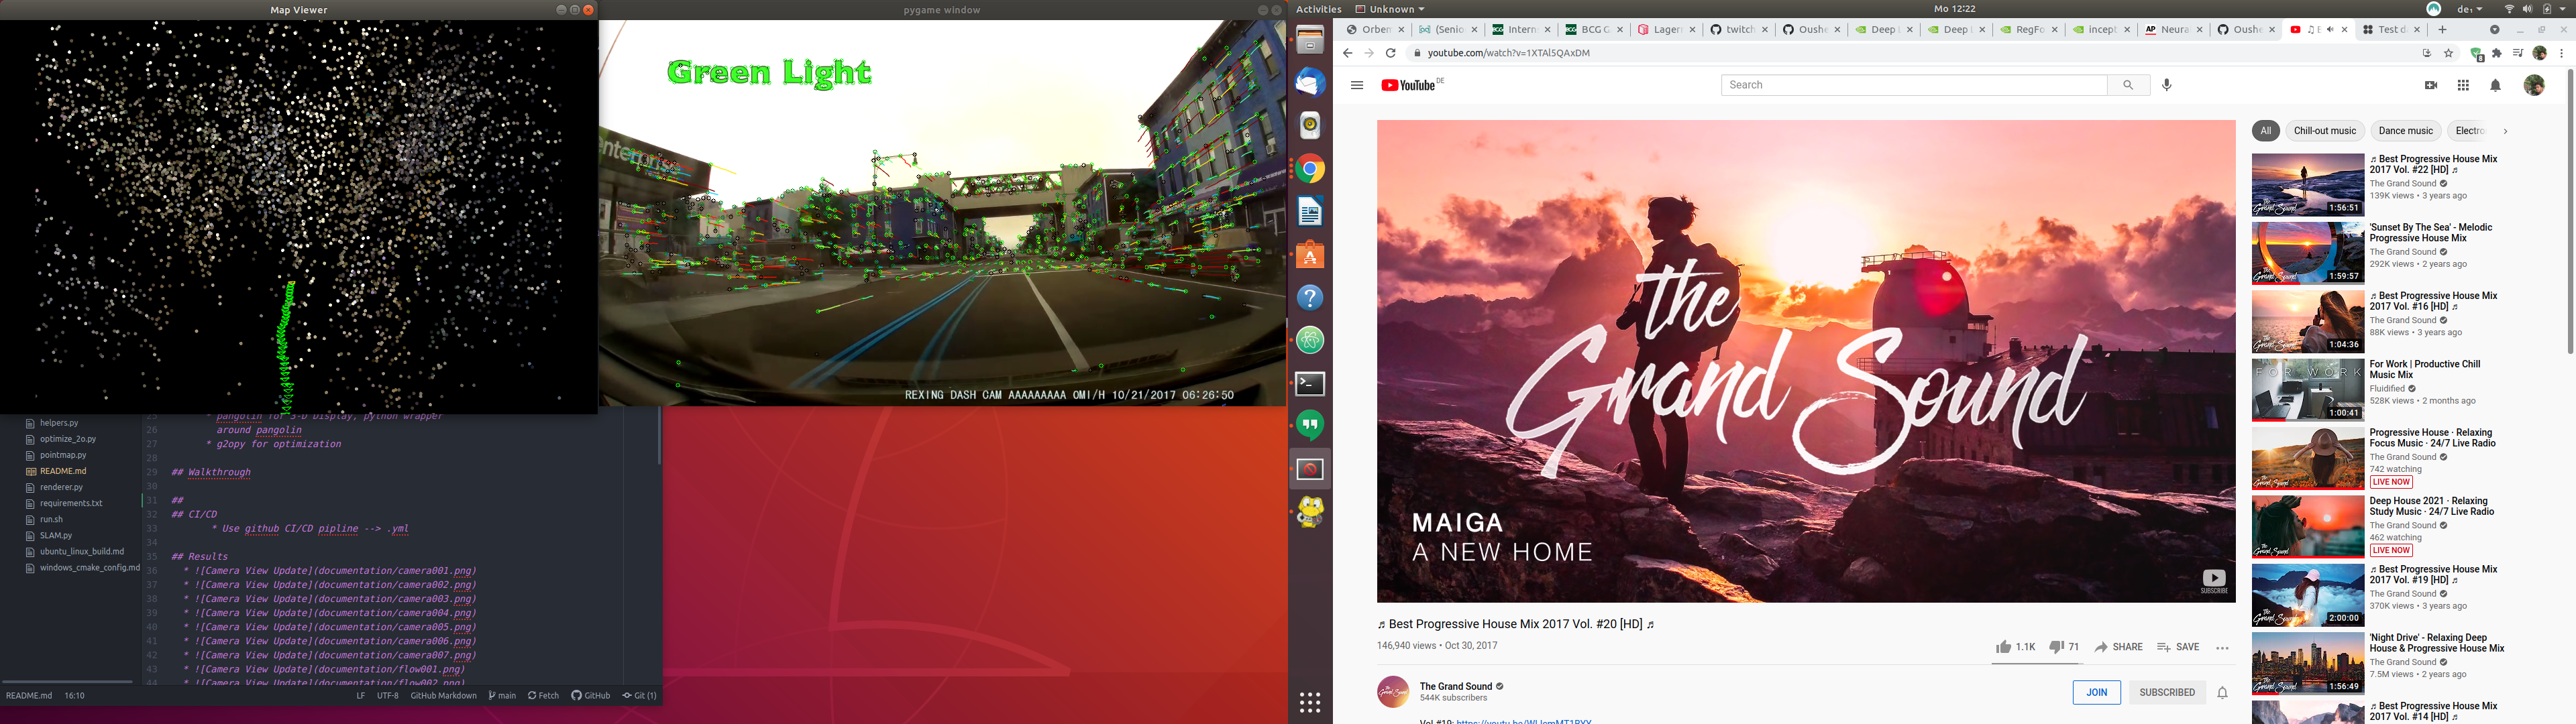 Map Viewer
pygame window
Activities
Unknown
Mo 12:22
de₁
Green Light
enterprise
REXING DASH CAM AAAAAAAAA OMI/H 10/21/2017 06:26:50
helpers.py
optimize_2o.py
pointmap.py
README.md
renderer.py
requirements.txt
run.sh
SLAM.py
ubuntu_linux_build.md
windows_cmake_config.md
25 * pangolin for 3-D Display, python wrapper
26 around pangolin
27 * g2opy for optimization
28
29 ## Walkthrough
30
31 ##
32 ## CI/CD
33 * Use github CI/CD pipline --> .yml
34
35 ## Results
36 * ![Camera View Update](documentation/camera001.png)
37 * ![Camera View Update](documentation/camera002.png)
38 * ![Camera View Update](documentation/camera003.png)
39 * ![Camera View Update](documentation/camera004.png)
40 * ![Camera View Update](documentation/camera005.png)
41 * ![Camera View Update](documentation/camera006.png)
42 * ![Camera View Update](documentation/camera007.png)
43 * ![Camera View Update](documentation/flow001.png)
44 * ![Camera View Update](documentation/flow002.png)
README.md 16:10 LF UTF-8 GitHub Markdown main Fetch GitHub Git (1)
Orbem (Senio Intern BCG G Lager twitch Oushe Deep Deep RegFo incept Neura Oushe Test d
youtube.com/watch?v=1XTAl5QAxDM
8
YouTube DE
Search
the
Grand Sound
MAIGA
A NEW HOME
SUBSCRIBE
♬ Best Progressive House Mix 2017 Vol. #20 [HD] ♬
146,940 views • Oct 30, 2017
1.1K 71 SHARE SAVE
The Grand Sound
544K subscribers
JOIN SUBSCRIBED
All Chill-out music Dance music Electro
♬ Best Progressive House Mix
2017 Vol. #22 [HD] ♬
The Grand Sound
139K views • 3 years ago
1:56:51
'Sunset By The Sea' - Melodic
Progressive House Mix
The Grand Sound
292K views • 2 years ago
1:59:57
♬ Best Progressive House Mix
2017 Vol. #16 [HD] ♬
The Grand Sound
88K views • 3 years ago
1:04:36
FOR WORK
For Work | Productive Chill
Music Mix
Fluidified
528K views • 2 months ago
1:00:41
Progressive House · Relaxing
Focus Music · 24/7 Live Radio
The Grand Sound
742 watching
LIVE NOW
Deep House 2021 · Relaxing
Study Music · 24/7 Live Radio
The Grand Sound
462 watching
LIVE NOW
♬ Best Progressive House Mix
2017 Vol. #19 [HD] ♬
The Grand Sound
370K views • 3 years ago
2:00:00
'Night Drive' - Relaxing Deep
House & Progressive House Mix
The Grand Sound
7.5M views • 2 years ago
1:56:49
♬ Best Progressive House Mix
2017 Vol. #14 [HD] ♬